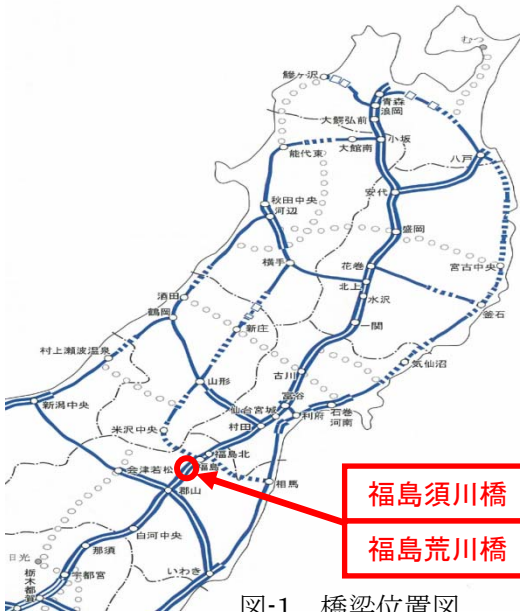 むつ
鰺ヶ沢
青森
浪岡
大鰐弘前
小坂
大館南
能代東
八戸
安代
秋田中央
河辺
盛岡
横手
花巻
宮古中央
北上
水沢
釜石
酒田
鶴岡
新庄
一関
村上瀬波温泉
気仙沼
古川
山形
富谷
石巻
河南
仙台宮城
利府
村田
新潟中央
米沢中央
福島北
福島
会津若松
相馬
郡山
福島須川橋
白河中央
福島荒川橋
那須
日光
いわき
宇都宮
栃木
都賀
図-1 橋梁位置図